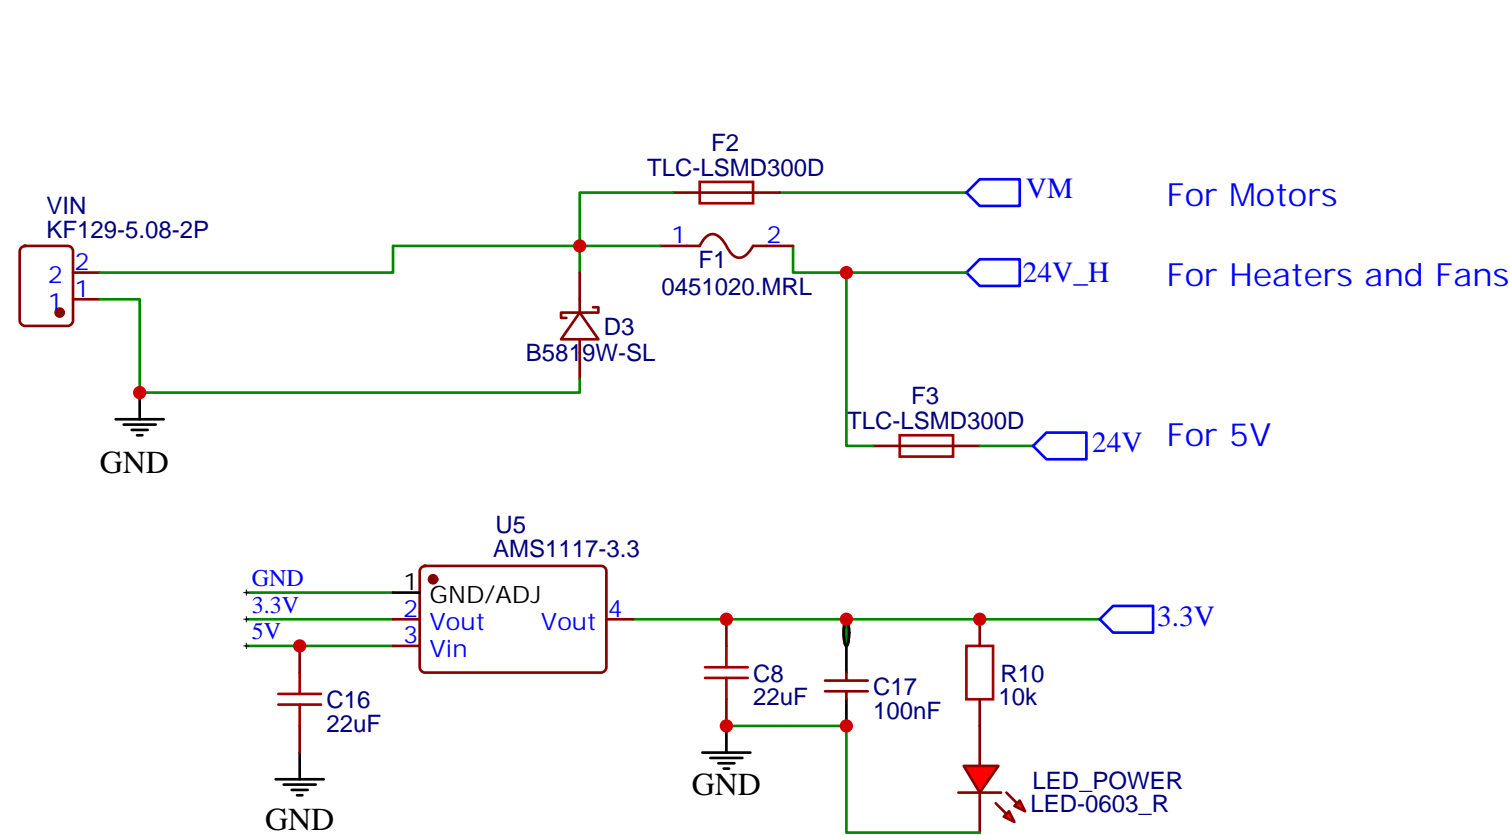 F2
TLC-LSMD300D
VM
For Motors
VIN
KF129-5.08-2P
2
2
1
1
1
2
F1
0451020.MRL
24V_H
For Heaters and Fans
D3
B5819W-SL
F3
TLC-LSMD300D
24V
For 5V
GND
U5
AMS1117-3.3
GND
3.3V
5V
1
2
3
GND/ADJ
Vout
Vin
Vout
4
3.3V
C16
22uF
GND
C8
22uF
C17
100nF
R10
10k
GND
LED_POWER
LED-0603_R